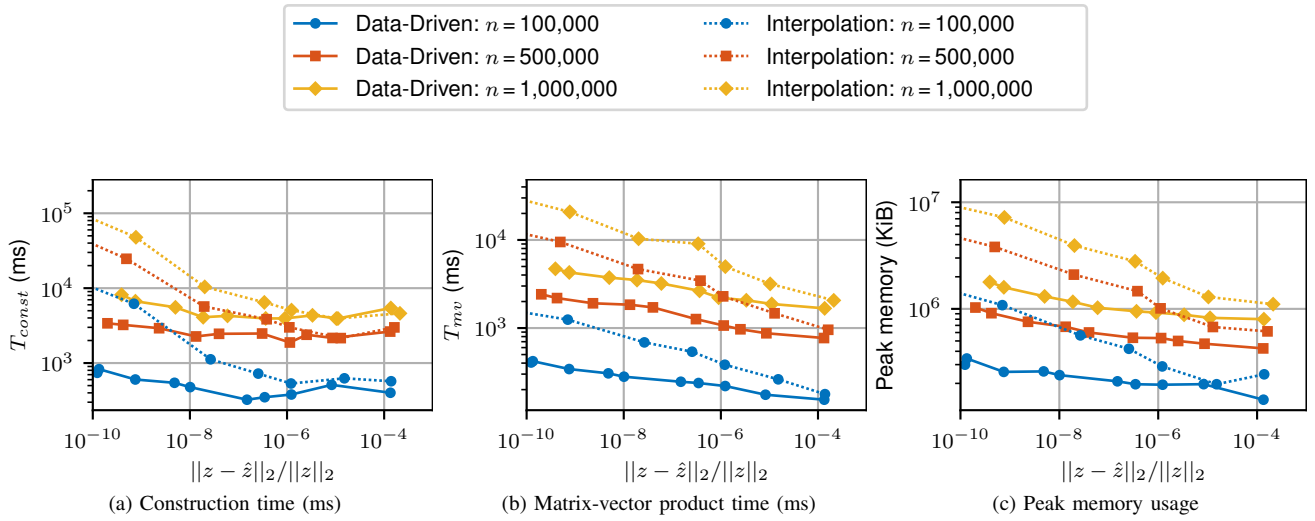 Data-Driven: n = 100,000
Data-Driven: n = 500,000
Data-Driven: n = 1,000,000
Interpolation: n = 100,000
Interpolation: n = 500,000
Interpolation: n = 1,000,000
T_const (ms)
10^5
10^4
10^3
10^−10 10^−8 10^−6 10^−4
||z − ẑ||_2/||z||_2
(a) Construction time (ms)
T_mv (ms)
10^4
10^3
10^−10 10^−8 10^−6 10^−4
||z − ẑ||_2/||z||_2
(b) Matrix-vector product time (ms)
Peak memory (KiB)
10^7
10^6
10^−10 10^−8 10^−6 10^−4
||z − ẑ||_2/||z||_2
(c) Peak memory usage